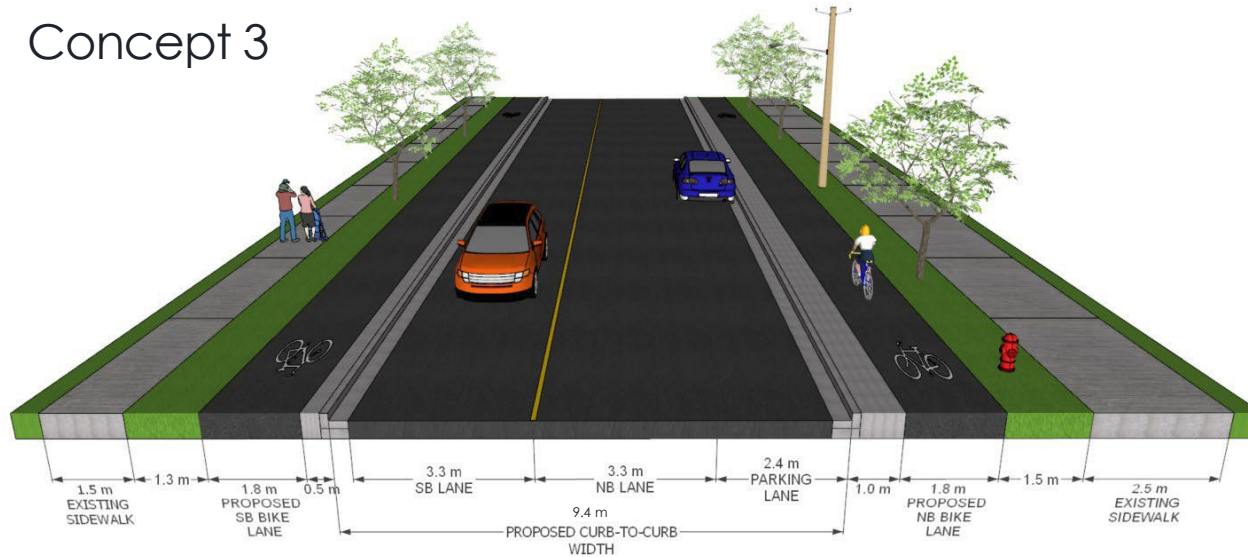 Concept 3
3.3 m
SB LANE
3.3 m
NB LANE
2.4 m
PARKING
LANE
1.5 m
EXISTING
SIDEWALK
1.3 m
1.8 m
PROPOSED
SB BIKE
LANE
0.5 m
1.0 m
1.8 m
PROPOSED
NB BIKE
LANE
1.5 m
2.5 m
EXISTING
SIDEWALK
9.4 m
PROPOSED CURB-TO-CURB
WIDTH